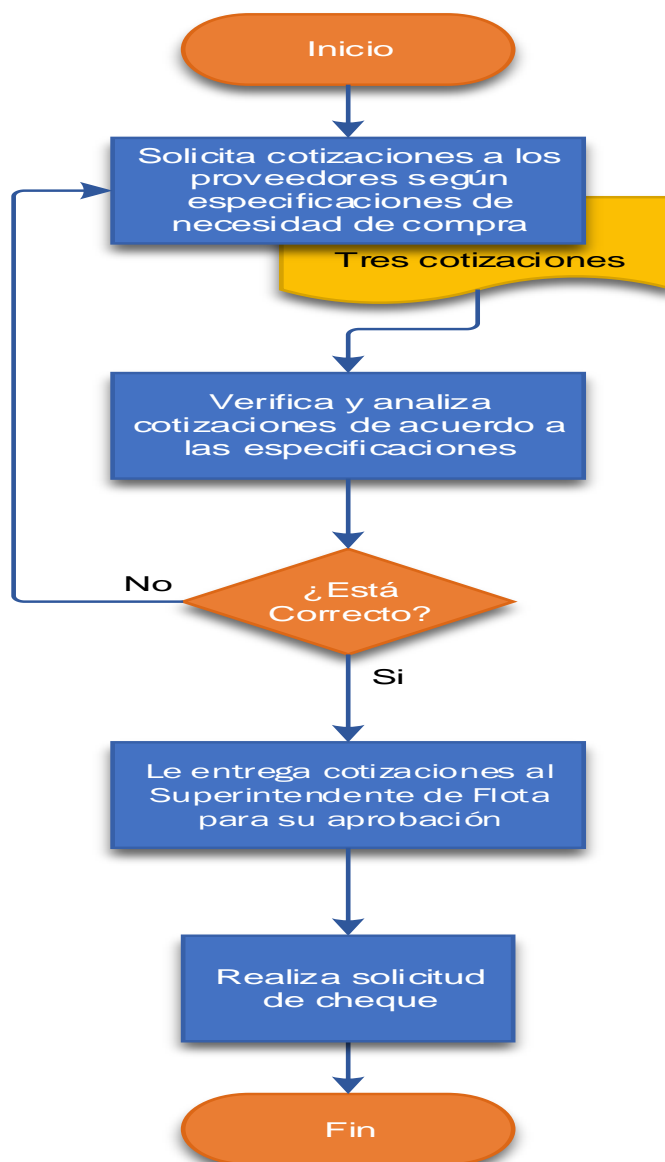 Inicio
Solicita cotizaciones a los
proveedores según
especificaciones de
necesidad de compra
Tres cotizaciones
Verifica y analiza
cotizaciones de acuerdo a
las especificaciones
¿Está
Correcto?
No
Si
Le entrega cotizaciones al
Superintendente de Flota
para su aprobación
Realiza solicitud
de cheque
Fin